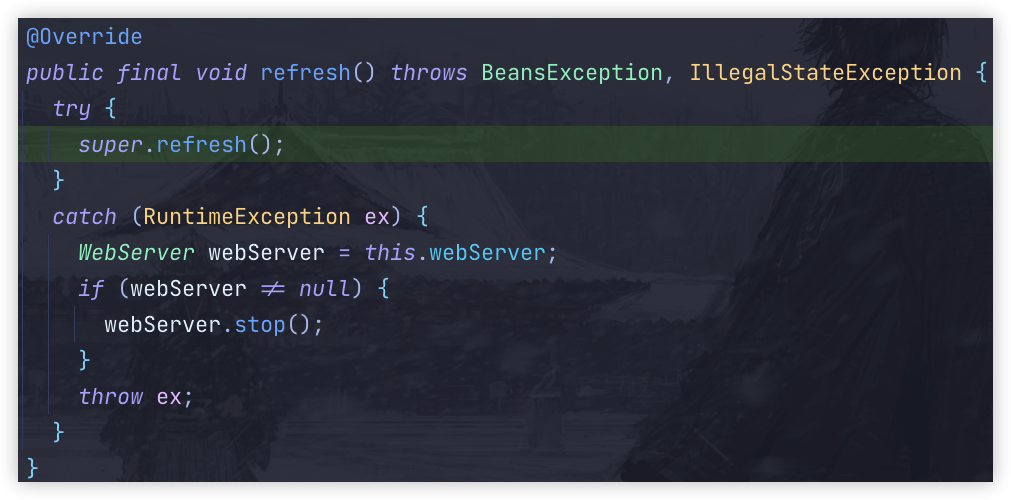 @Override
public final void refresh() throws BeansException, IllegalStateException {
try {
super.refresh();
}
catch (RuntimeException ex) {
WebServer webServer = this.webServer;
if (webServer ≠ null) {
webServer.stop();
}
throw ex;
}
}